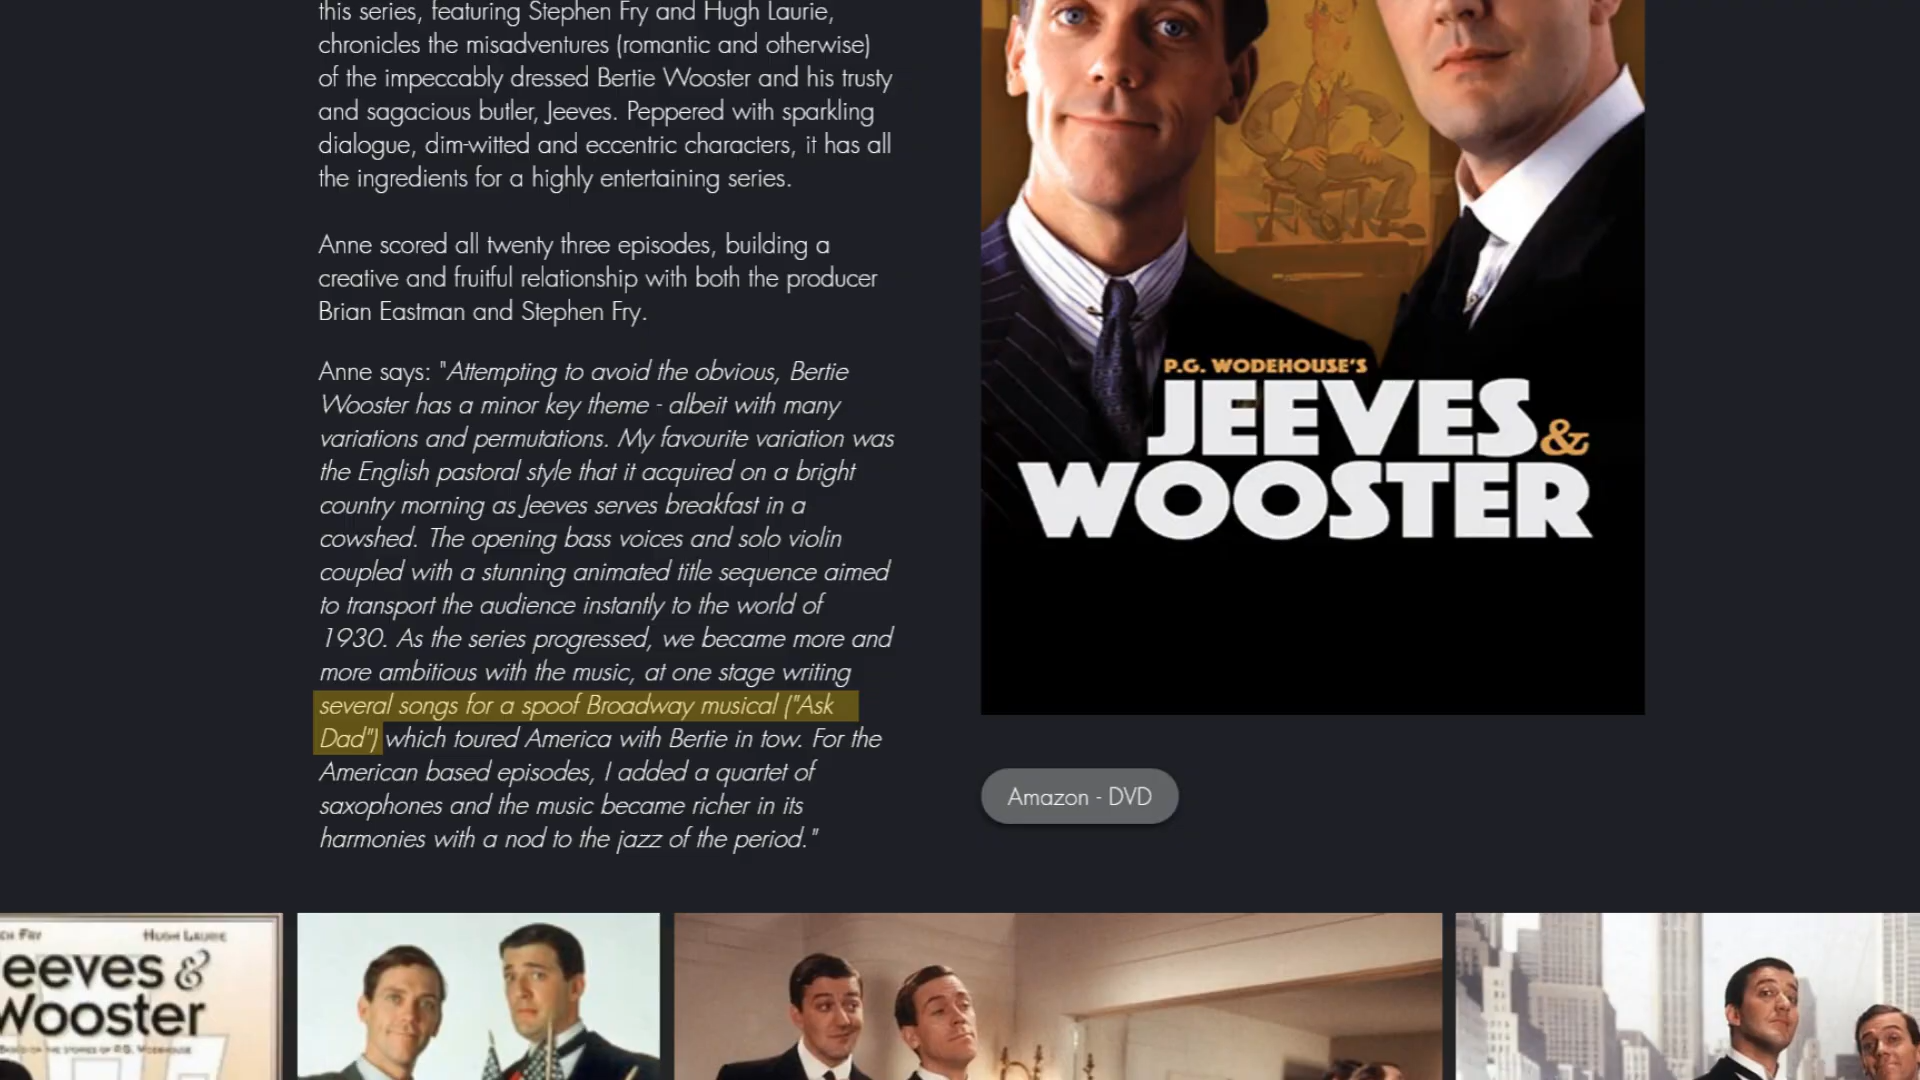 this series, featuring Stephen Fry and Hugh Laurie,
chronicles the misadventures (romantic and otherwise)
of the impeccably dressed Bertie Wooster and his trusty
and sagacious butler, Jeeves. Peppered with sparkling
dialogue, dim-witted and eccentric characters, it has all
the ingredients for a highly entertaining series.
Anne scored all twenty three episodes, building a
creative and fruitful relationship with both the producer
Brian Eastman and Stephen Fry.
Anne says: "Attempting to avoid the obvious, Bertie
Wooster has a minor key theme - albeit with many
variations and permutations. My favourite variation was
the English pastoral style that it acquired on a bright
country morning as Jeeves serves breakfast in a
cowshed. The opening bass voices and solo violin
coupled with a stunning animated title sequence aimed
to transport the audience instantly to the world of
1930. As the series progressed, we became more and
more ambitious with the music, at one stage writing
several songs for a spoof Broadway musical ("Ask
Dad") which toured America with Bertie in tow. For the
American based episodes, I added a quartet of
saxophones and the music became richer in its
harmonies with a nod to the jazz of the period."
P.G. WODEHOUSE'S
JEEVES &
WOOSTER
Amazon - DVD
Fry Hugh Laurie
eeves &
Wooster
Based on the stories of P.G. Wodehouse